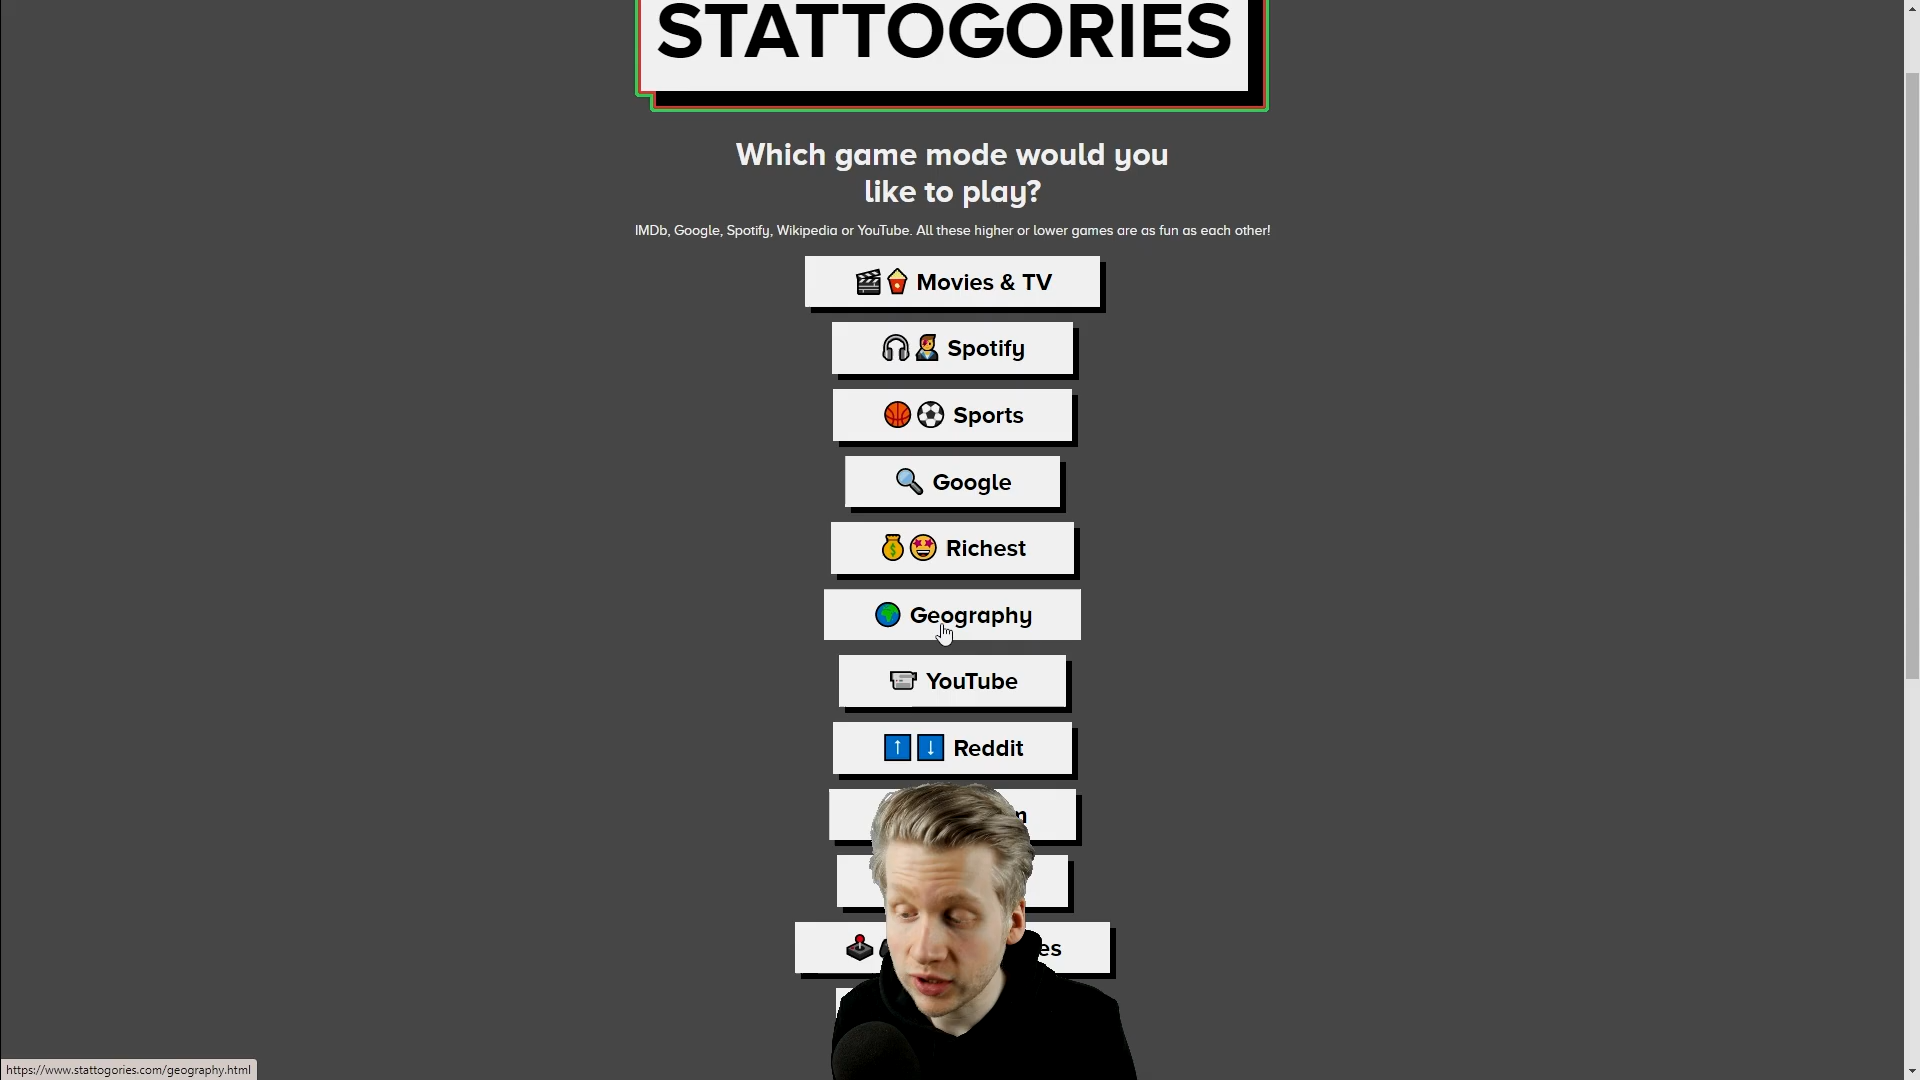 STATTOGORIES
Which game mode would you
like to play?
IMDb, Google, Spotify, Wikipedia or YouTube. All these higher or lower games are as fun as each other!
Movies & TV
Spotify
Sports
Google
Richest
Geography
YouTube
Reddit
https://www.stattogories.com/geography.html